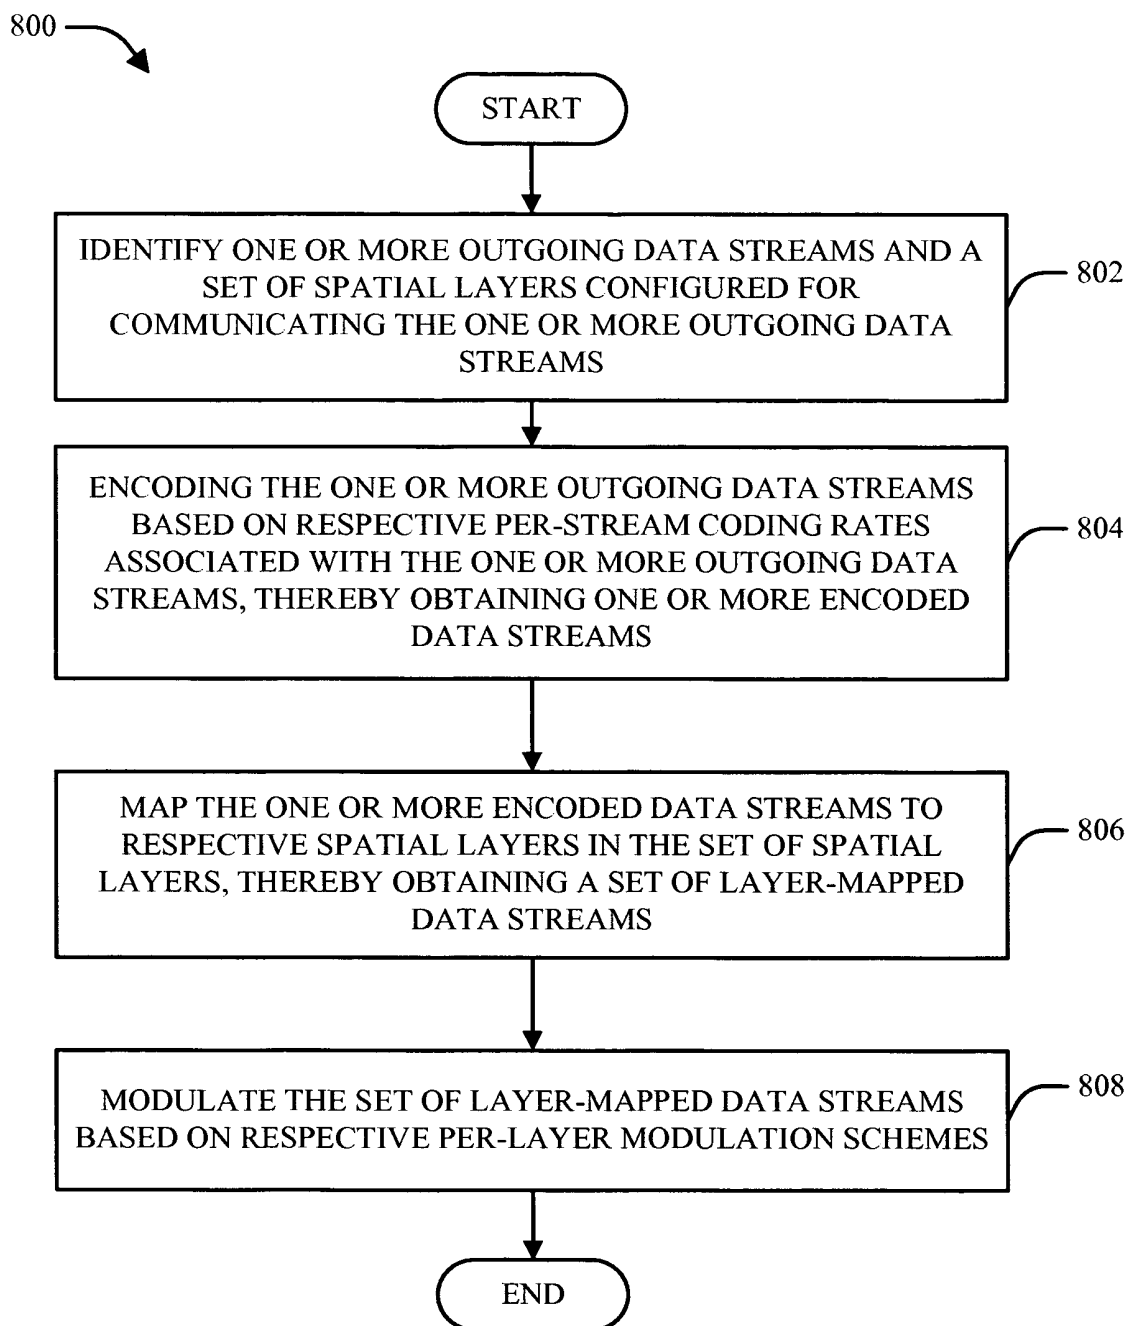 800
START
IDENTIFY ONE OR MORE OUTGOING DATA STREAMS AND A
SET OF SPATIAL LAYERS CONFIGURED FOR
COMMUNICATING THE ONE OR MORE OUTGOING DATA
STREAMS
802
ENCODING THE ONE OR MORE OUTGOING DATA STREAMS
BASED ON RESPECTIVE PER-STREAM CODING RATES
ASSOCIATED WITH THE ONE OR MORE OUTGOING DATA
STREAMS, THEREBY OBTAINING ONE OR MORE ENCODED
DATA STREAMS
804
MAP THE ONE OR MORE ENCODED DATA STREAMS TO
RESPECTIVE SPATIAL LAYERS IN THE SET OF SPATIAL
LAYERS, THEREBY OBTAINING A SET OF LAYER-MAPPED
DATA STREAMS
806
MODULATE THE SET OF LAYER-MAPPED DATA STREAMS
BASED ON RESPECTIVE PER-LAYER MODULATION SCHEMES
808
END